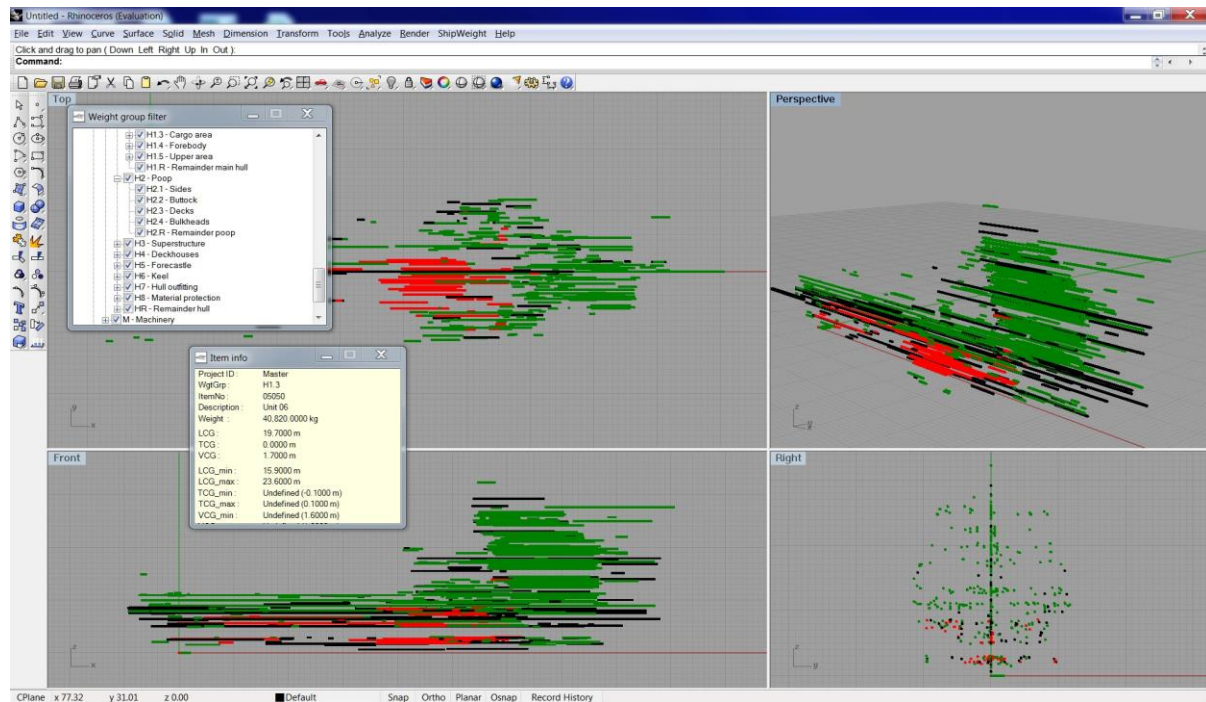 Untitled - Rhinoceros (Evaluation)
File Edit View Curve Surface Solid Mesh Dimension Transform Tools Analyze Render ShipWeight Help
Click and drag to pan ( Down Left Right Up In Out ):
Command:
Top
Perspective
Weight group filter
H1.3 - Cargo area
H1.4 - Forebody
H1.5 - Upper area
H1.R - Remainder main hull
H2 - Poop
H2.1 - Sides
H2.2 - Buttock
H2.3 - Decks
H2.4 - Bulkheads
H2.R - Remainder poop
H3 - Superstructure
H4 - Deckhouses
H5 - Forecastle
H6 - Keel
H7 - Hull outfitting
H8 - Material protection
HR - Remainder hull
M - Machinery
Item info
Project ID : Master
WgtGrp : H1.3
ItemNo : 05050
Description : Unit 06
Weight : 40,820.0000 kg
LCG : 19.7000 m
TCG : 0.0000 m
VCG : 1.7000 m
LCG_min : 15.9000 m
LCG_max : 23.6000 m
TCG_min : Undefined (-0.1000 m)
TCG_max : Undefined (0.1000 m)
VCG_min : Undefined (1.6000 m)
y
x
z
Front
Right
z
x
z
y
CPlane x 77.32 y 31.01 z 0.00 Default Snap Ortho Planar Osnap Record History